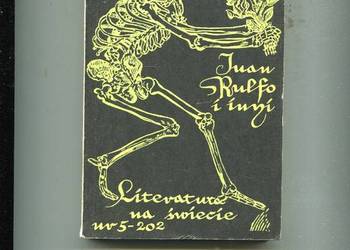 Juan
Rulfo
i inni
Literatura
na świecie
nr 5-202